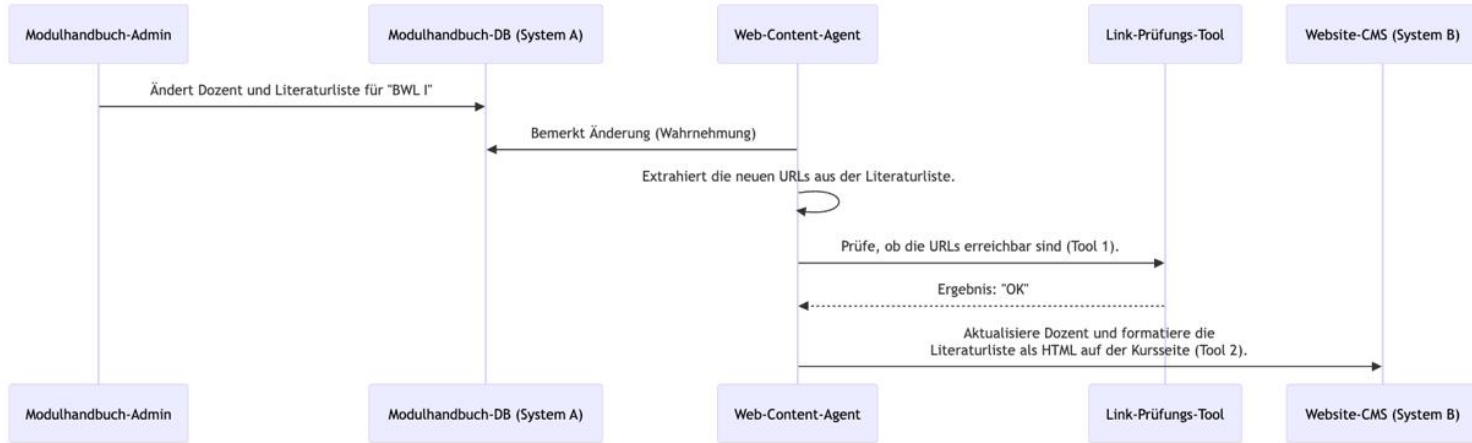 Modulhandbuch-Admin
Modulhandbuch-DB (System A)
Web-Content-Agent
Link-Prüfungs-Tool
Website-CMS (System B)
Ändert Dozent und Literaturliste für "BWL I"
Bemerkt Änderung (Wahrnehmung)
Extrahiert die neuen URLs aus der Literaturliste.
Prüfe, ob die URLs erreichbar sind (Tool 1).
Ergebnis: "OK"
Aktualisiere Dozent und formatiere die
Literaturliste als HTML auf der Kursseite (Tool 2).
Modulhandbuch-Admin
Modulhandbuch-DB (System A)
Web-Content-Agent
Link-Prüfungs-Tool
Website-CMS (System B)